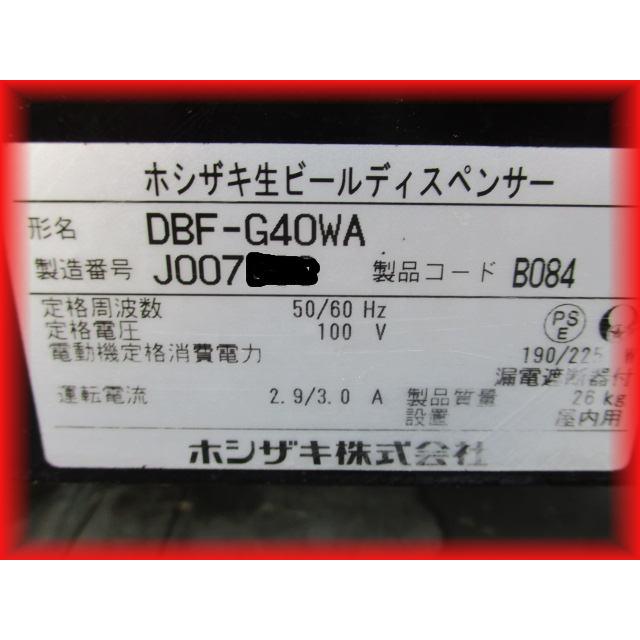 ホシザキ生ビールディスペンサー
形名 DBF-G40WA
製造番号 J007 製品コード B084
定格周波数 50/60 Hz
定格電圧 100 V
PS E
電動機定格消費電力 190/225 W
漏電遮断器付
運転電流 2.9/3.0 A 製品質量 26 kg
設置 屋内用
ホシザキ株式会社